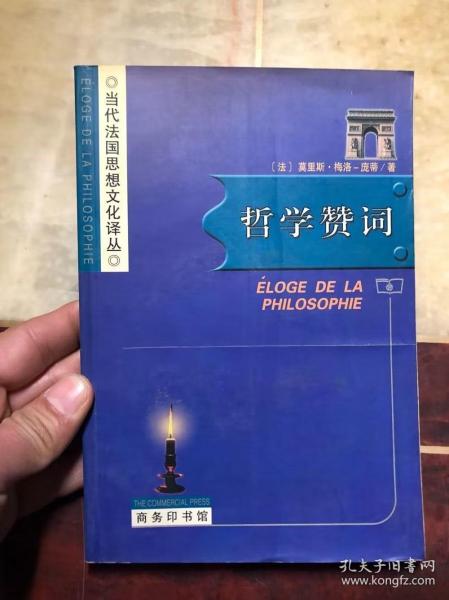 ÉLOGE DE LA PHILOSOPHIE
◎当代法国思想文化译丛◎
〔法〕莫里斯·梅洛-庞蒂/著
哲学赞词
ÉLOGE DE LA
PHILOSOPHIE
THE COMMERCIAL PRESS
商务印书馆
孔夫子旧书网
www.kongfz.com